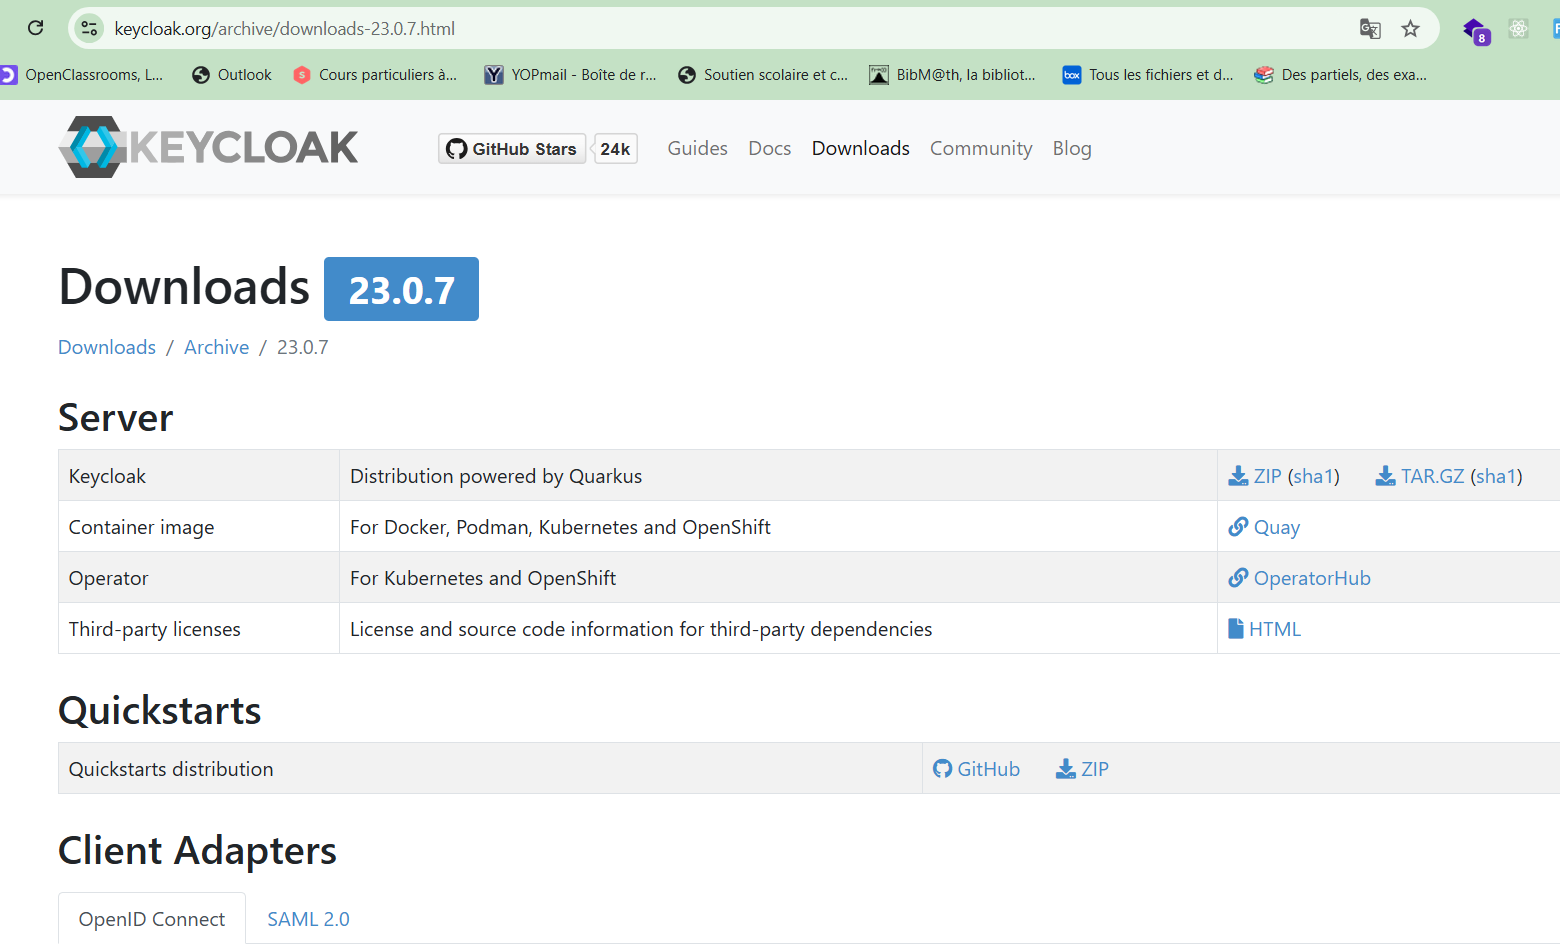 keycloak.org/archive/downloads-23.0.7.html
8
OpenClassrooms, L... Outlook Cours particuliers à... YOPmail - Boîte de r... Soutien scolaire et c... BibM@th, la bibliot... box Tous les fichiers et d... Des partiels, des exa...
KEYCLOAK GitHub Stars 24k Guides Docs Downloads Community Blog
Downloads 23.0.7
Downloads / Archive / 23.0.7
Server
Keycloak Distribution powered by Quarkus ZIP (sha1) TAR.GZ (sha1)
Container image For Docker, Podman, Kubernetes and OpenShift Quay
Operator For Kubernetes and OpenShift OperatorHub
Third-party licenses License and source code information for third-party dependencies HTML
Quickstarts
Quickstarts distribution GitHub ZIP
Client Adapters
OpenID Connect SAML 2.0